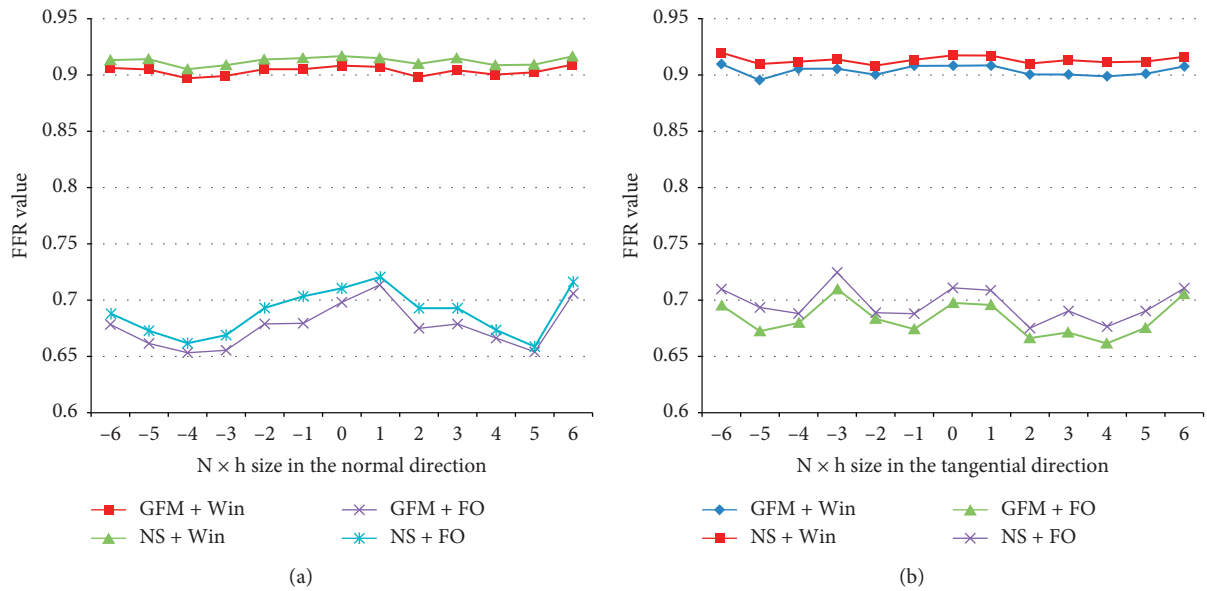 0.95
0.9
0.85
0.8
0.75
0.7
0.65
0.6
FFR value
–6 –5 –4 –3 –2 –1 0 1 2 3 4 5 6
N × h size in the normal direction
GFM + Win GFM + FO
NS + Win NS + FO
(a)
0.95
0.9
0.85
0.8
0.75
0.7
0.65
0.6
FFR value
–6 –5 –4 –3 –2 –1 0 1 2 3 4 5 6
N × h size in the tangential direction
GFM + Win GFM + FO
NS + Win NS + FO
(b)